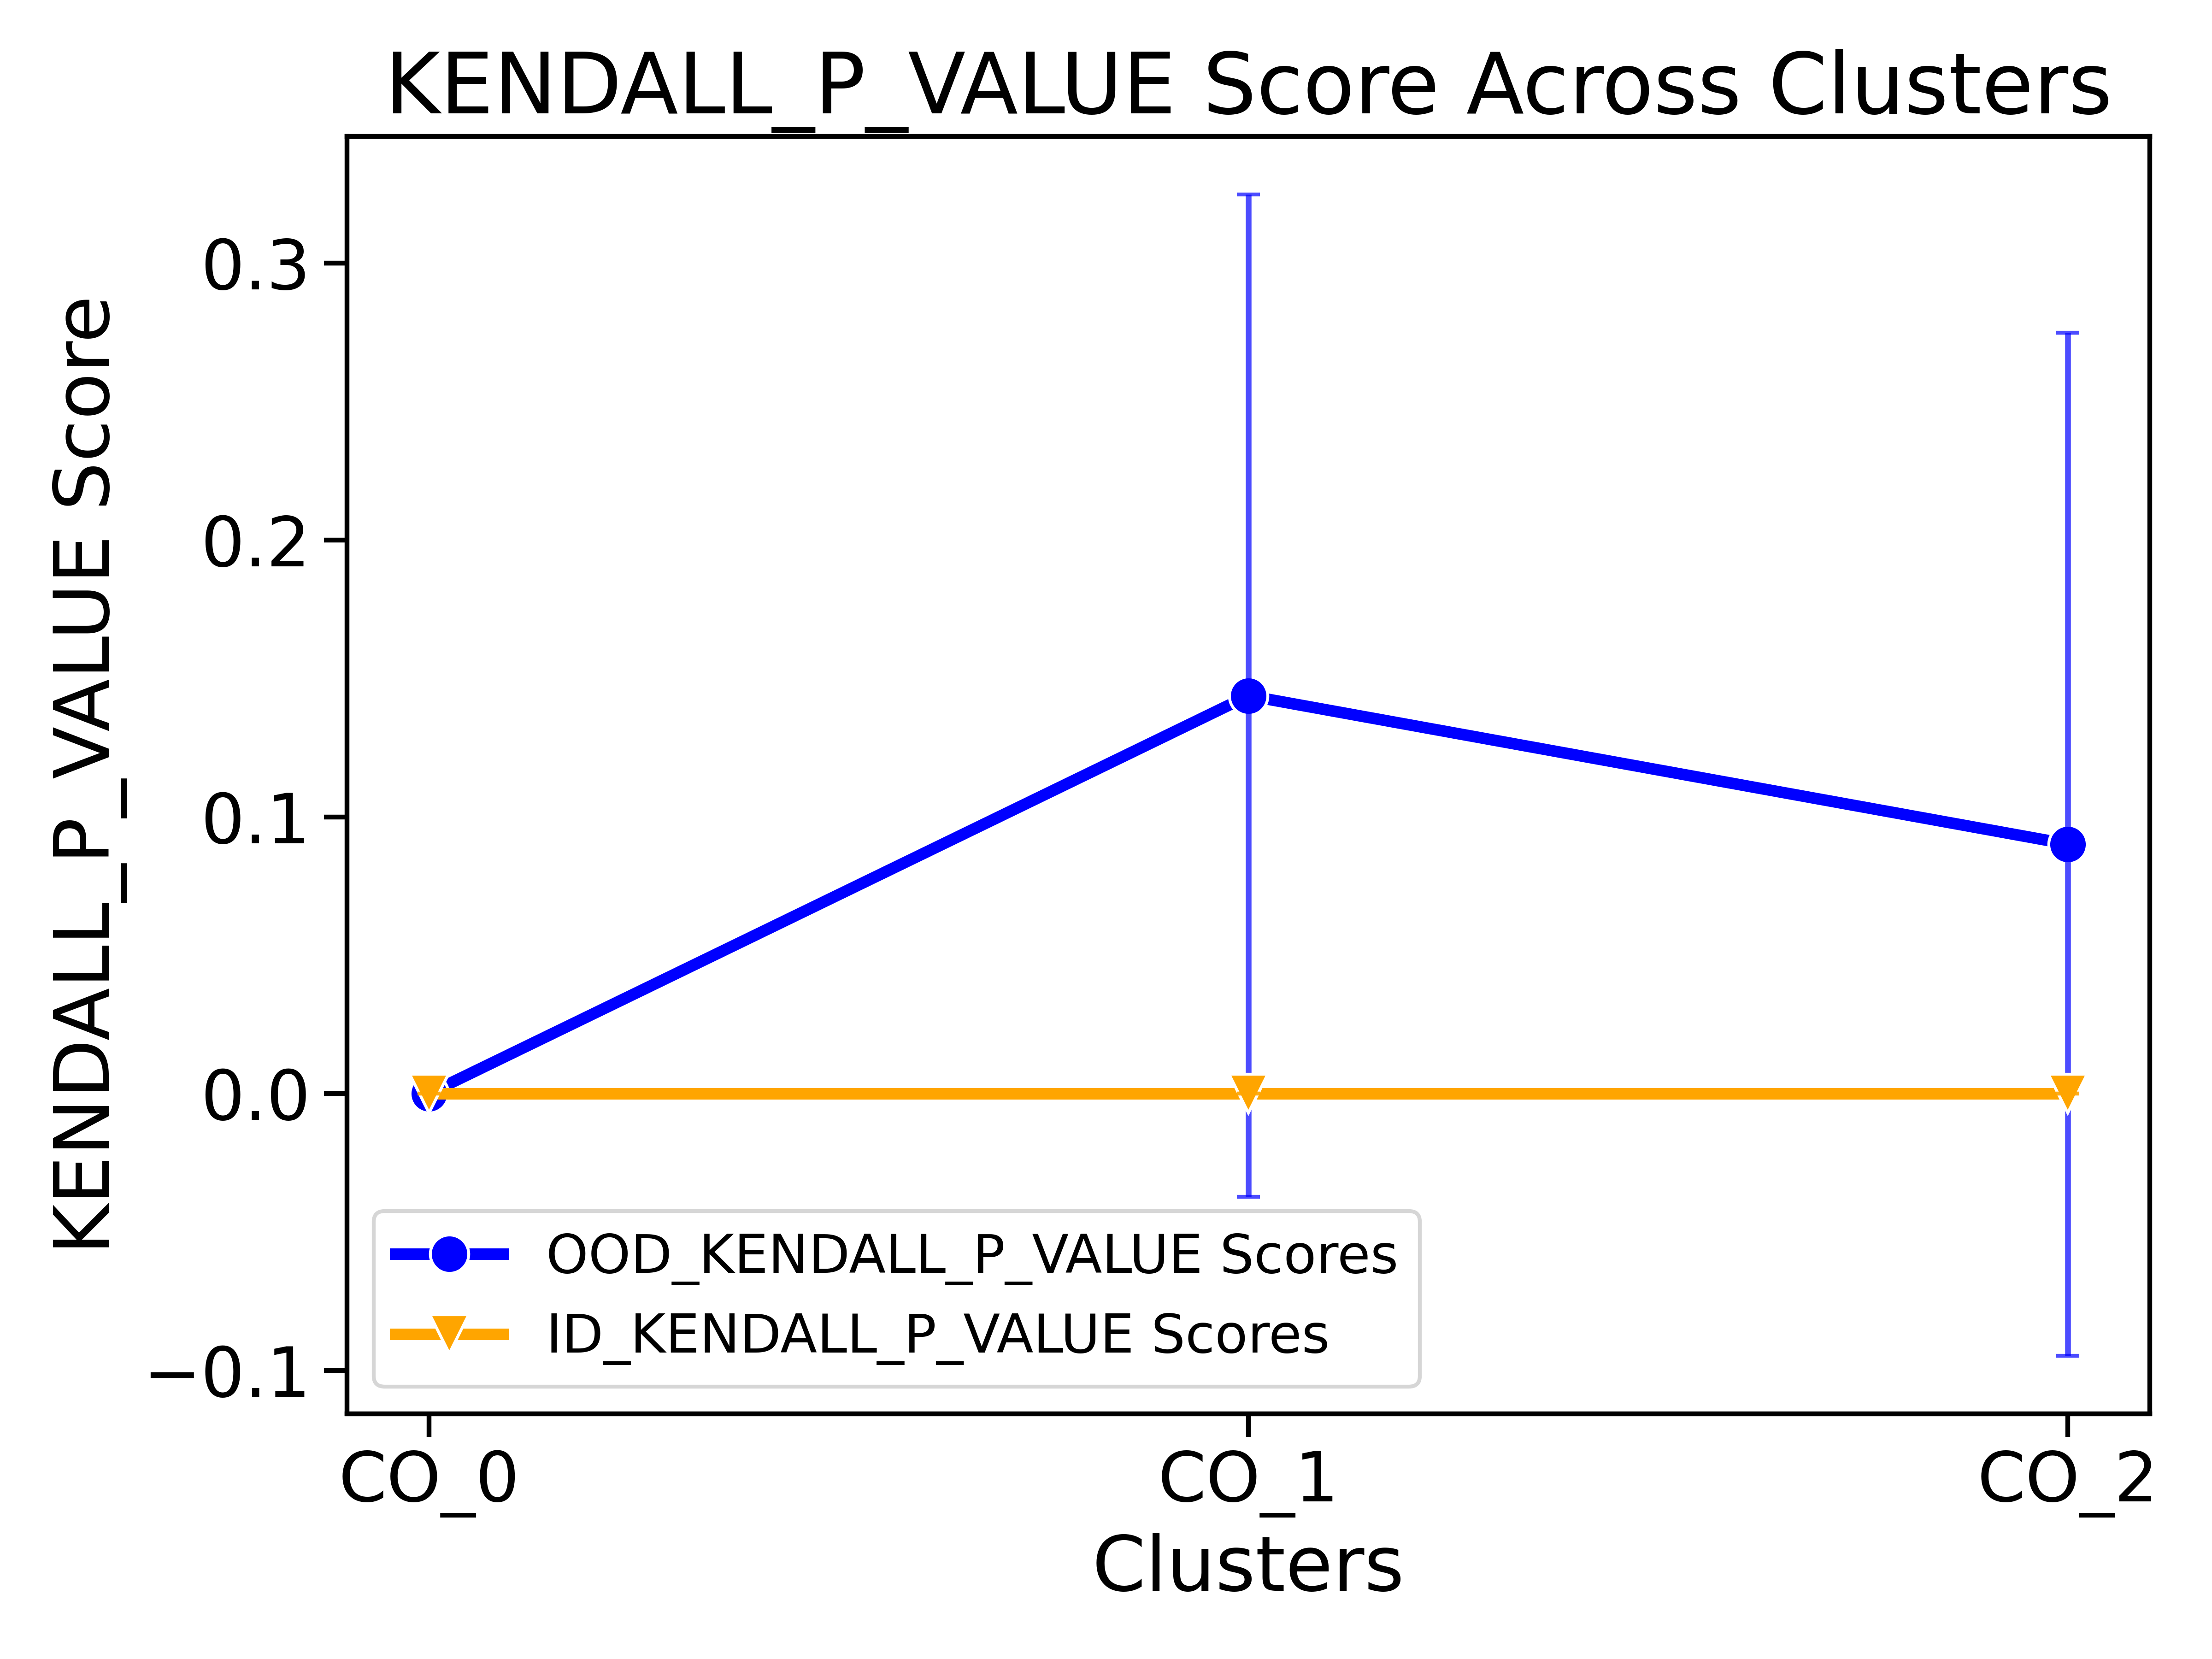 KENDALL_P_VALUE Score Across Clusters
KENDALL_P_VALUE Score
0.3
0.2
0.1
0.0
−0.1
OOD_KENDALL_P_VALUE Scores
ID_KENDALL_P_VALUE Scores
CO_0 CO_1 CO_2
Clusters